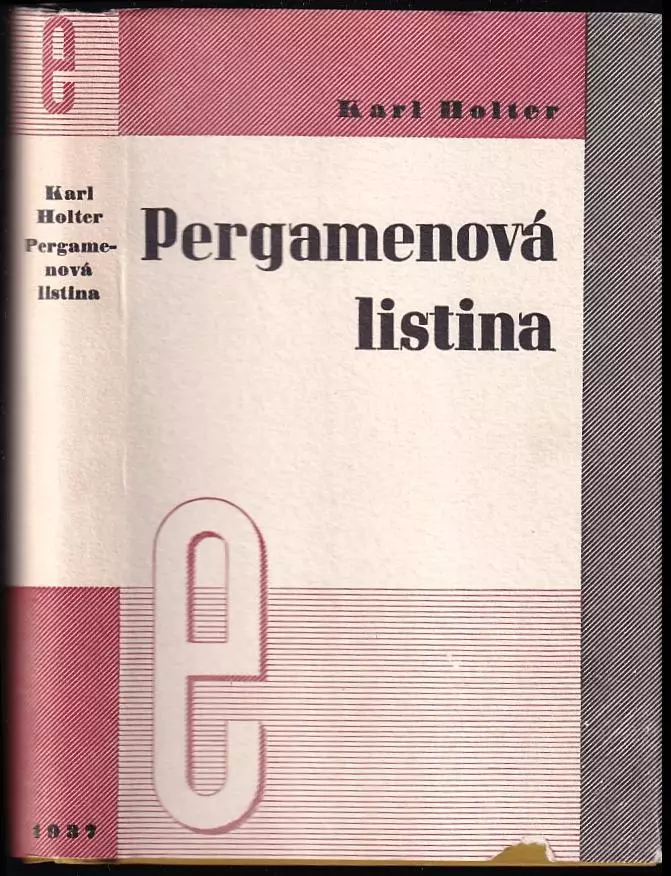 e
Karl
Holter
Pergame-
nová
listina
1937
Karl Holter
Pergamenová
listina
e